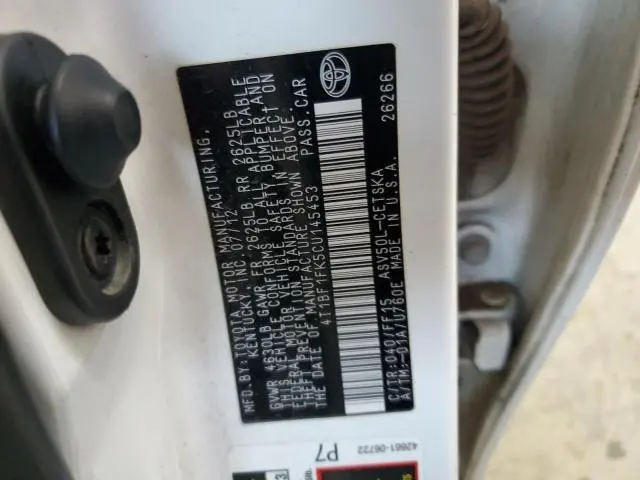 MFD.BY:TOYOTA MOTOR MANUFACTURING,
KENTUCKY, INC 07/12
GVWR 4630LB GAWR FR 2625LB RR 2625LB
THIS VEHICLE CONFORMS TO ALL APPLICABLE
FEDERAL MOTOR VEHICLE SAFETY, BUMPER, AND
THEFT PREVENTION STANDARDS IN EFFECT ON
THE DATE OF MANUFACTURE SHOWN ABOVE.
4T1BF1FK5CU145453 PASS.CAR
C/TR:040/FF15 ASV50L-CETSKA
A/TM:-01A/U760E MADE IN U.S.A. 26266
42661-06722
P7